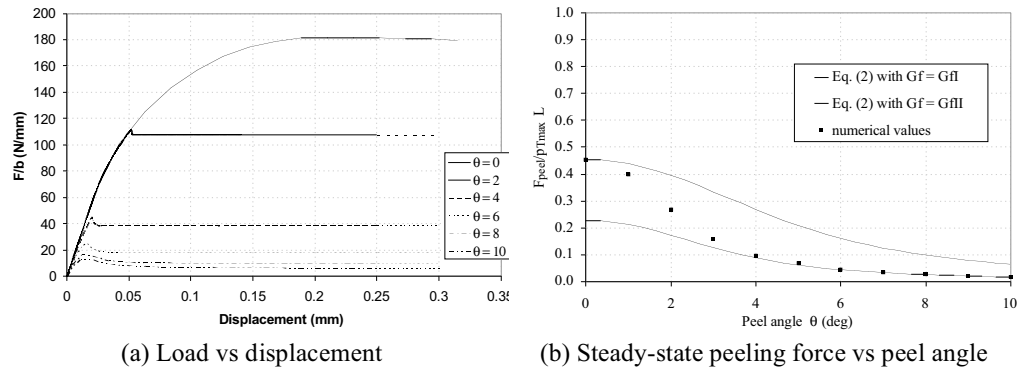 200
180
160
140
120
100
80
60
40
20
0
F/b (N/mm)
0 0.05 0.1 0.15 0.2 0.25 0.3 0.35
Displacement (mm)
θ = 0
θ = 2
θ = 4
θ = 6
θ = 8
θ = 10
(a) Load vs displacement
1.0
0.9
0.8
0.7
0.6
0.5
0.4
0.3
0.2
0.1
0.0
Fpeel/pTmax L
0 2 4 6 8 10
Peel angle θ (deg)
Eq. (2) with Gf = GfI
Eq. (2) with Gf = GfII
numerical values
(b) Steady-state peeling force vs peel angle